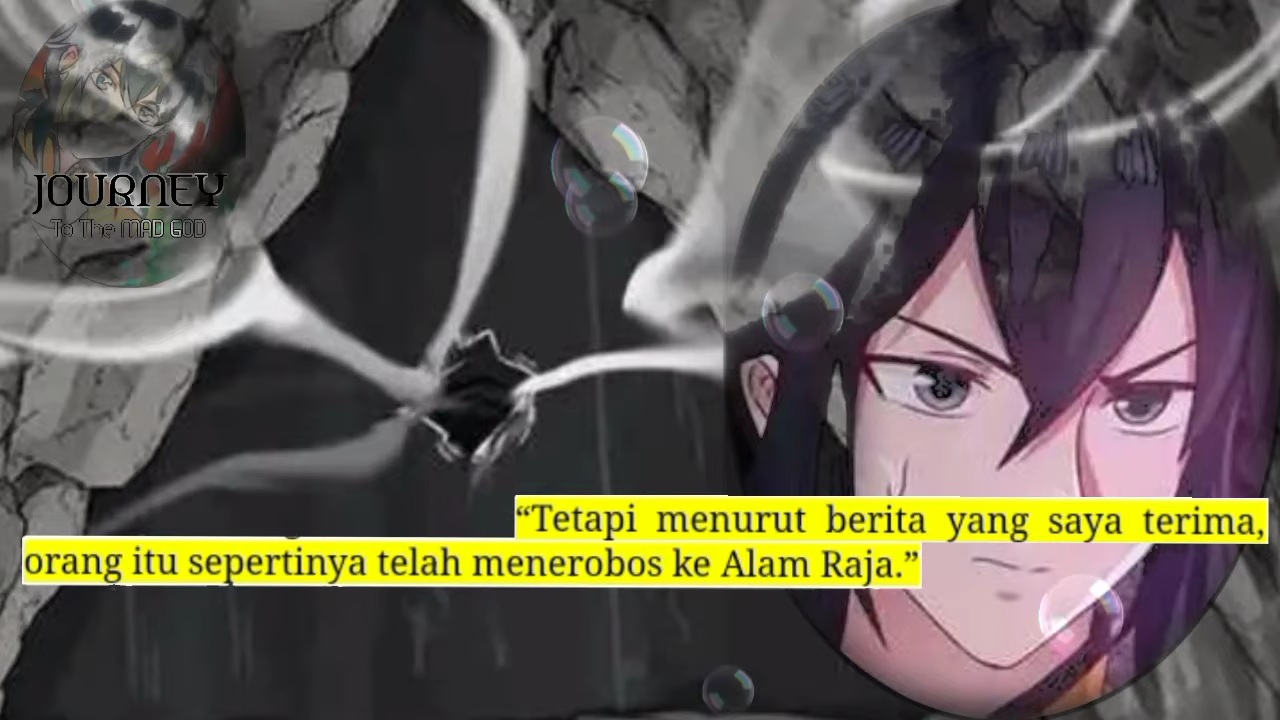 JOURNEY
To The MAD GOD
“Tetapi menurut berita yang saya terima,
orang itu sepertinya telah menerobos ke Alam Raja.”